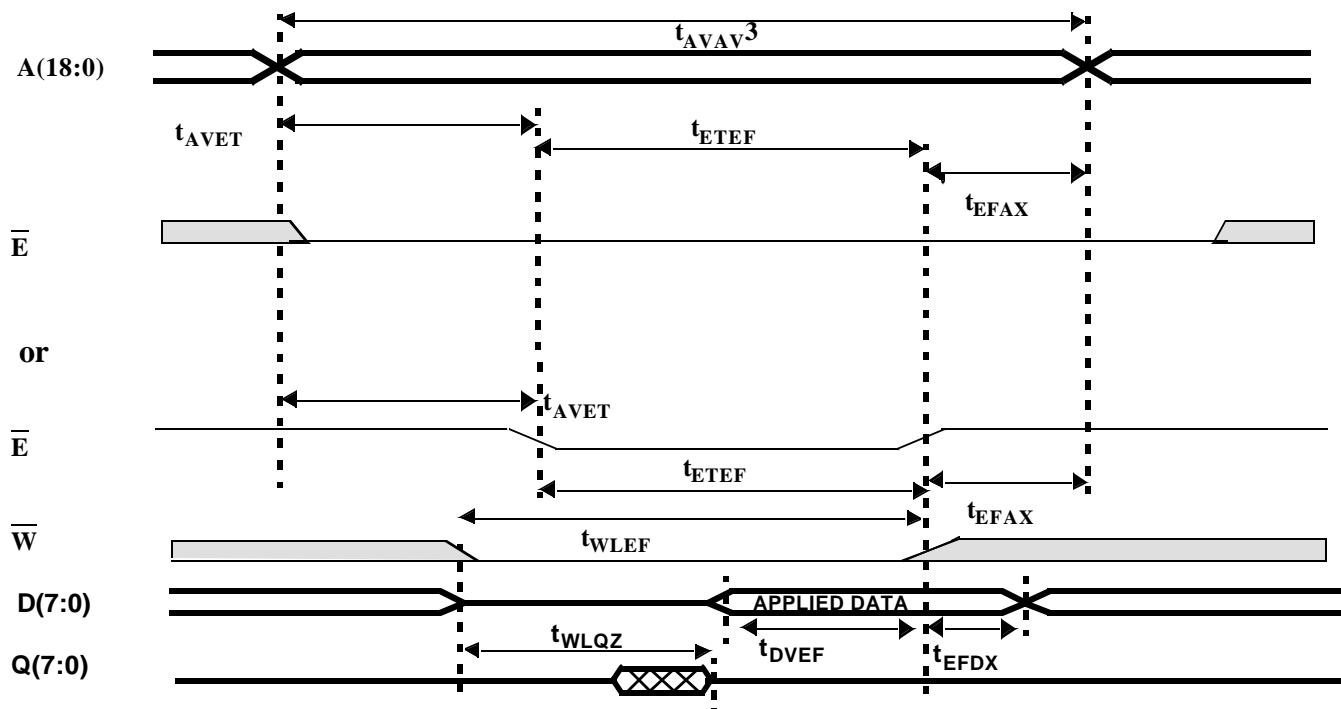 tAVAV3
A(18:0)
tAVET
tETEF
tEFAX
E
or
tAVET
E
tETEF
tEFAX
W
tWLEF
D(7:0)
APPLIED DATA
tWLQZ
tDVEF
tEFDX
Q(7:0)